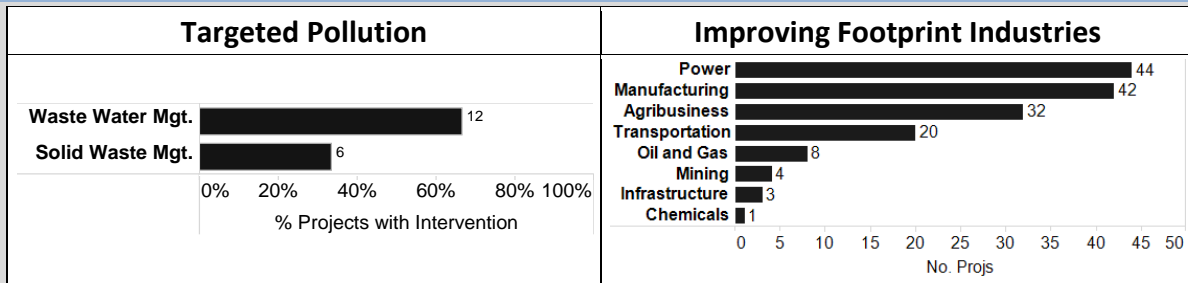 Targeted Pollution
Waste Water Mgt. 12
Solid Waste Mgt. 6
0% 20% 40% 60% 80% 100%
% Projects with Intervention
Improving Footprint Industries
Power 44
Manufacturing 42
Agribusiness 32
Transportation 20
Oil and Gas 8
Mining 4
Infrastructure 3
Chemicals 1
0 5 10 15 20 25 30 35 40 45 50
No. Projs